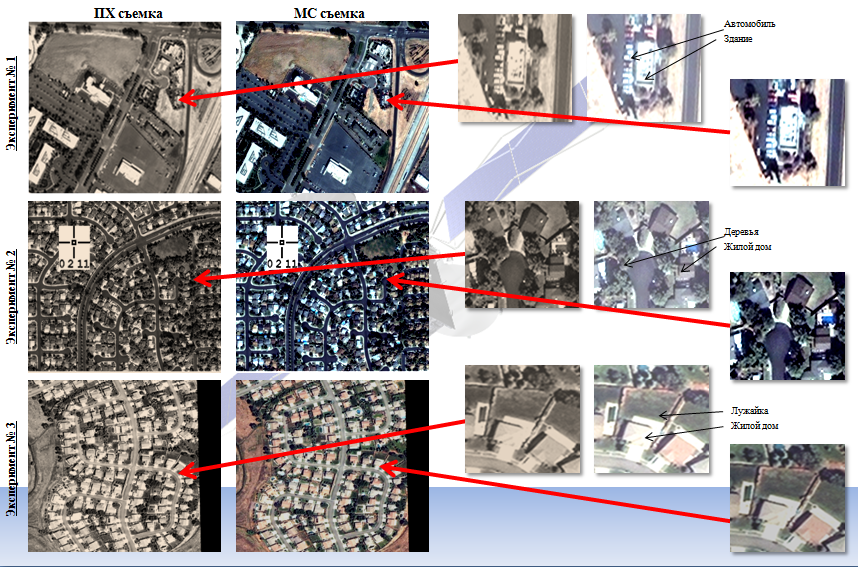 ПХ съемка
МС съемка
Эксперимент № 1
Автомобиль
Здание
Эксперимент № 2
0 2 11
0 2 11
Деревья
Жилой дом
Эксперимент № 3
Лужайка
Жилой дом